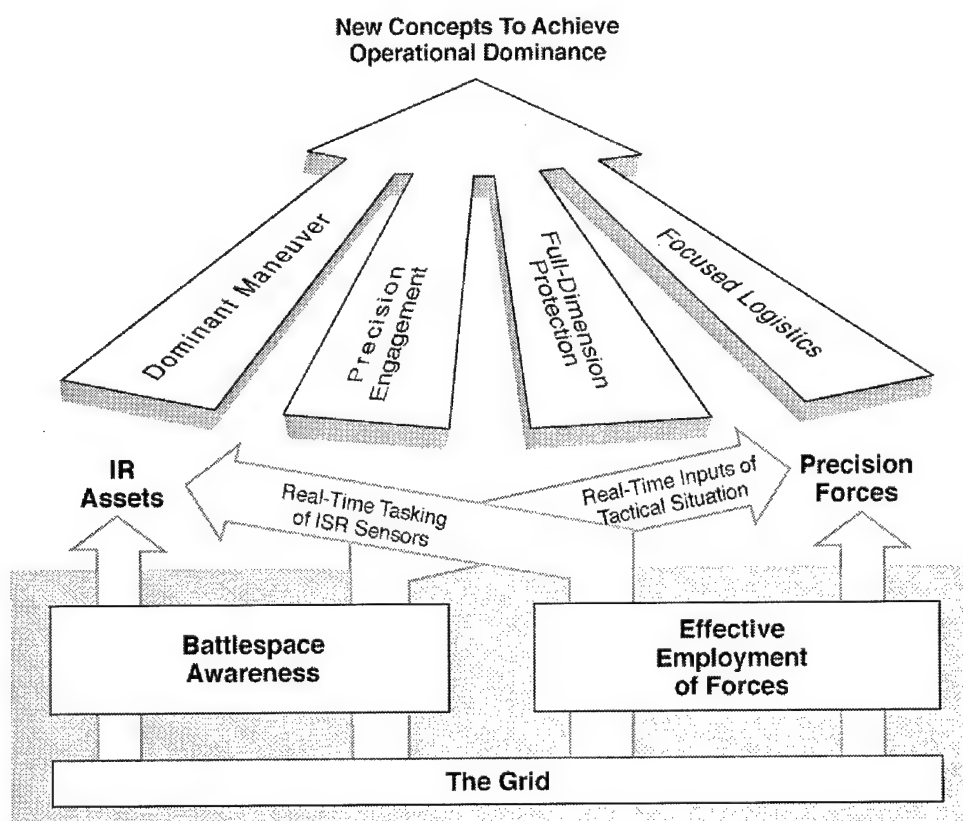 New Concepts To Achieve
Operational Dominance
Dominant Maneuver
Precision
Engagement
Full-Dimension
Protection
Focused Logistics
IR
Assets
Real-Time Tasking
of ISR Sensors
Real-Time Inputs of
Tactical Situation
Precision
Forces
Battlespace
Awareness
Effective
Employment
of Forces
The Grid